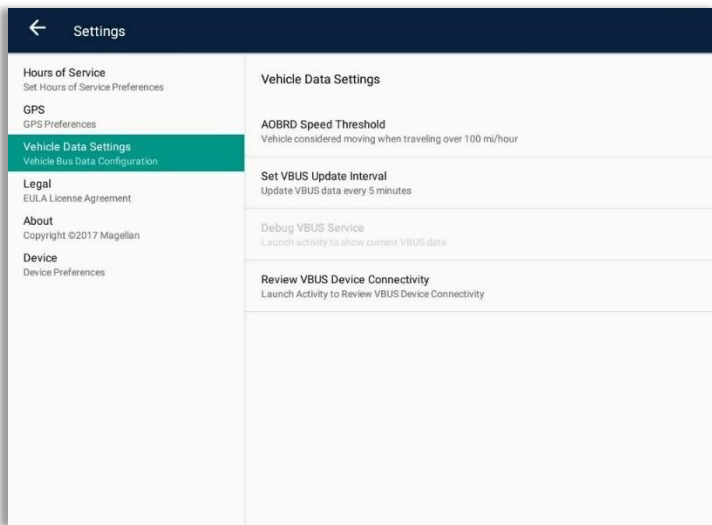 Settings
Hours of Service
Set Hours of Service Preferences
GPS
GPS Preferences
Vehicle Data Settings
Vehicle Bus Data Configuration
Legal
EULA License Agreement
About
Copyright ©2017 Magellan
Device
Device Preferences
Vehicle Data Settings
AOBRD Speed Threshold
Vehicle considered moving when traveling over 100 mi/hour
Set VBUS Update Interval
Update VBUS data every 5 minutes
Debug VBUS Service
Launch activity to show current VBUS data
Review VBUS Device Connectivity
Launch Activity to Review VBUS Device Connectivity